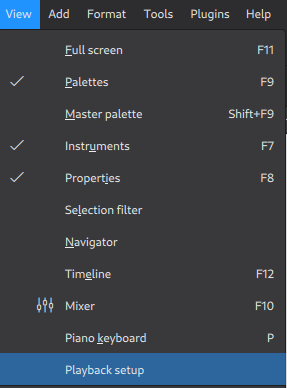 View Add Format Tools Plugins Help
Full screen F11
Palettes F9
Master palette Shift+F9
Instruments F7
Properties F8
Selection filter
Navigator
Timeline F12
Mixer F10
Piano keyboard P
Playback setup